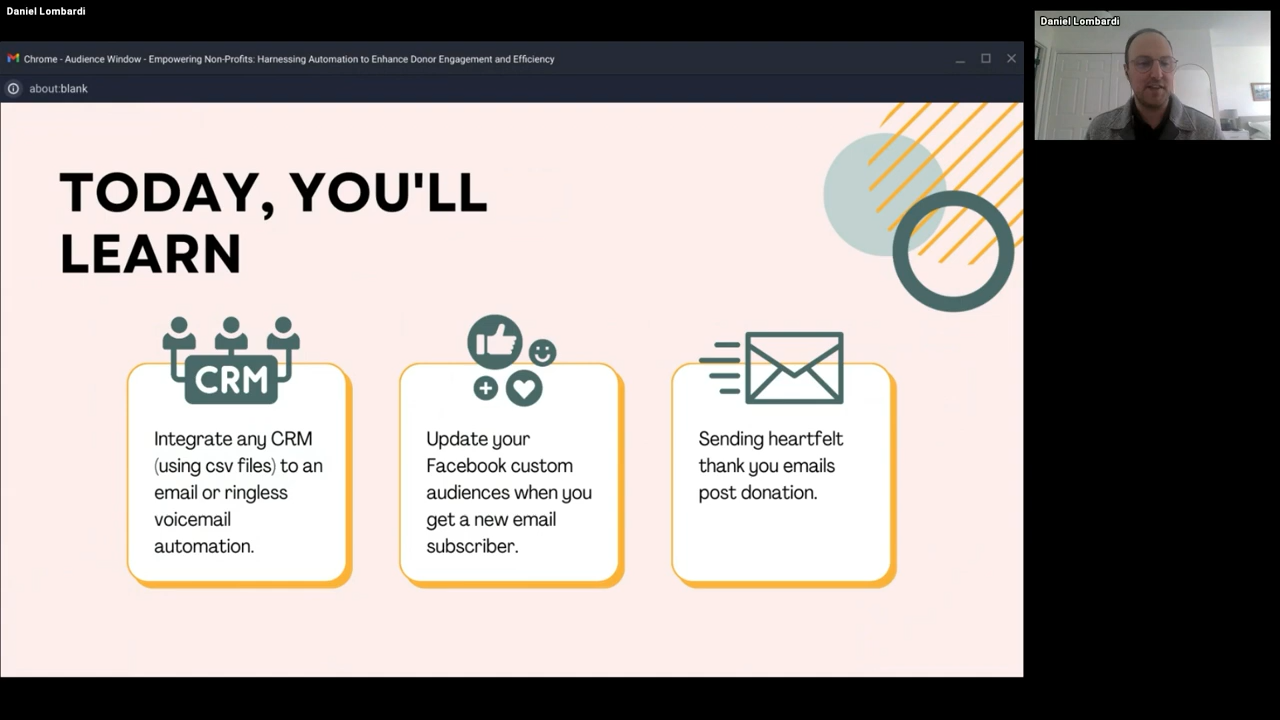 Daniel Lombardi
Daniel Lombardi
Chrome - Audience Window - Empowering Non-Profits: Harnessing Automation to Enhance Donor Engagement and Efficiency
about:blank
TODAY, YOU'LL
LEARN
CRM
Integrate any CRM
(using csv files) to an
email or ringless
voicemail
automation.
Update your
Facebook custom
audiences when you
get a new email
subscriber.
Sending heartfelt
thank you emails
post donation.